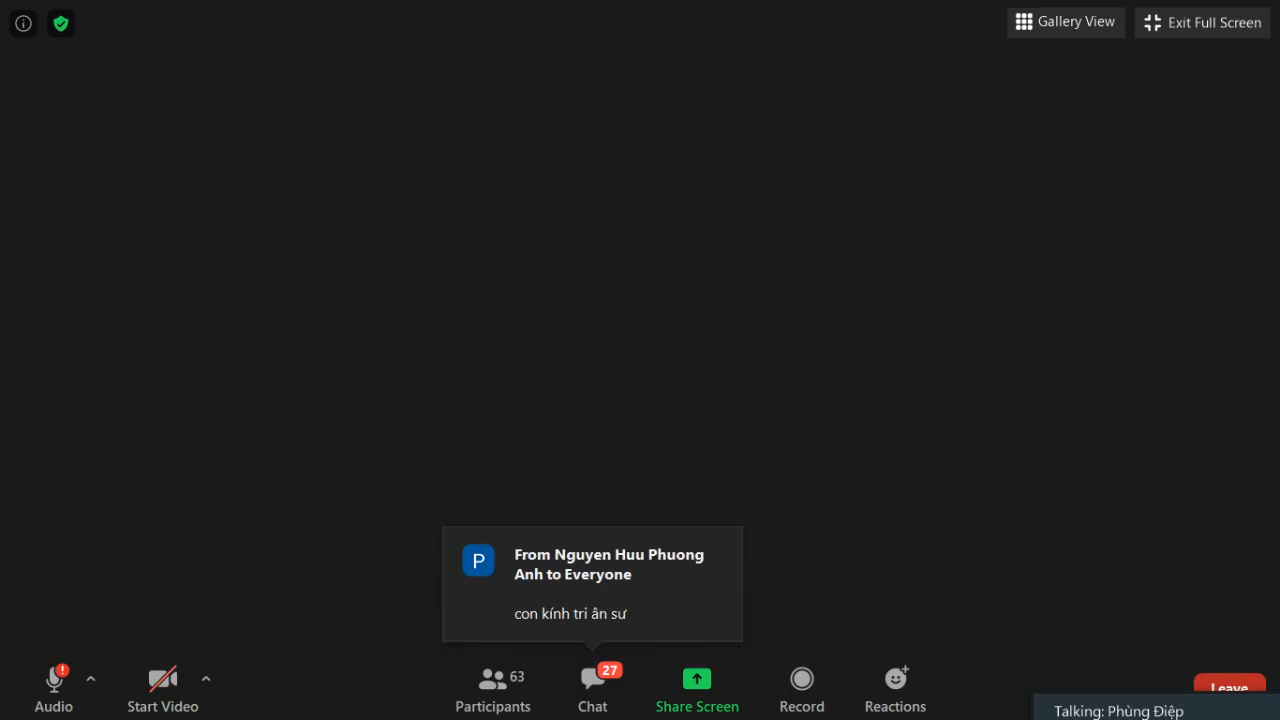 Gallery View
Exit Full Screen
P
From Nguyen Huu Phuong
Anh to Everyone
con kính tri ân sư
63
27
Audio
Start Video
Participants
Chat
Share Screen
Record
Reactions
Leave
Talking: Phùng Điệp